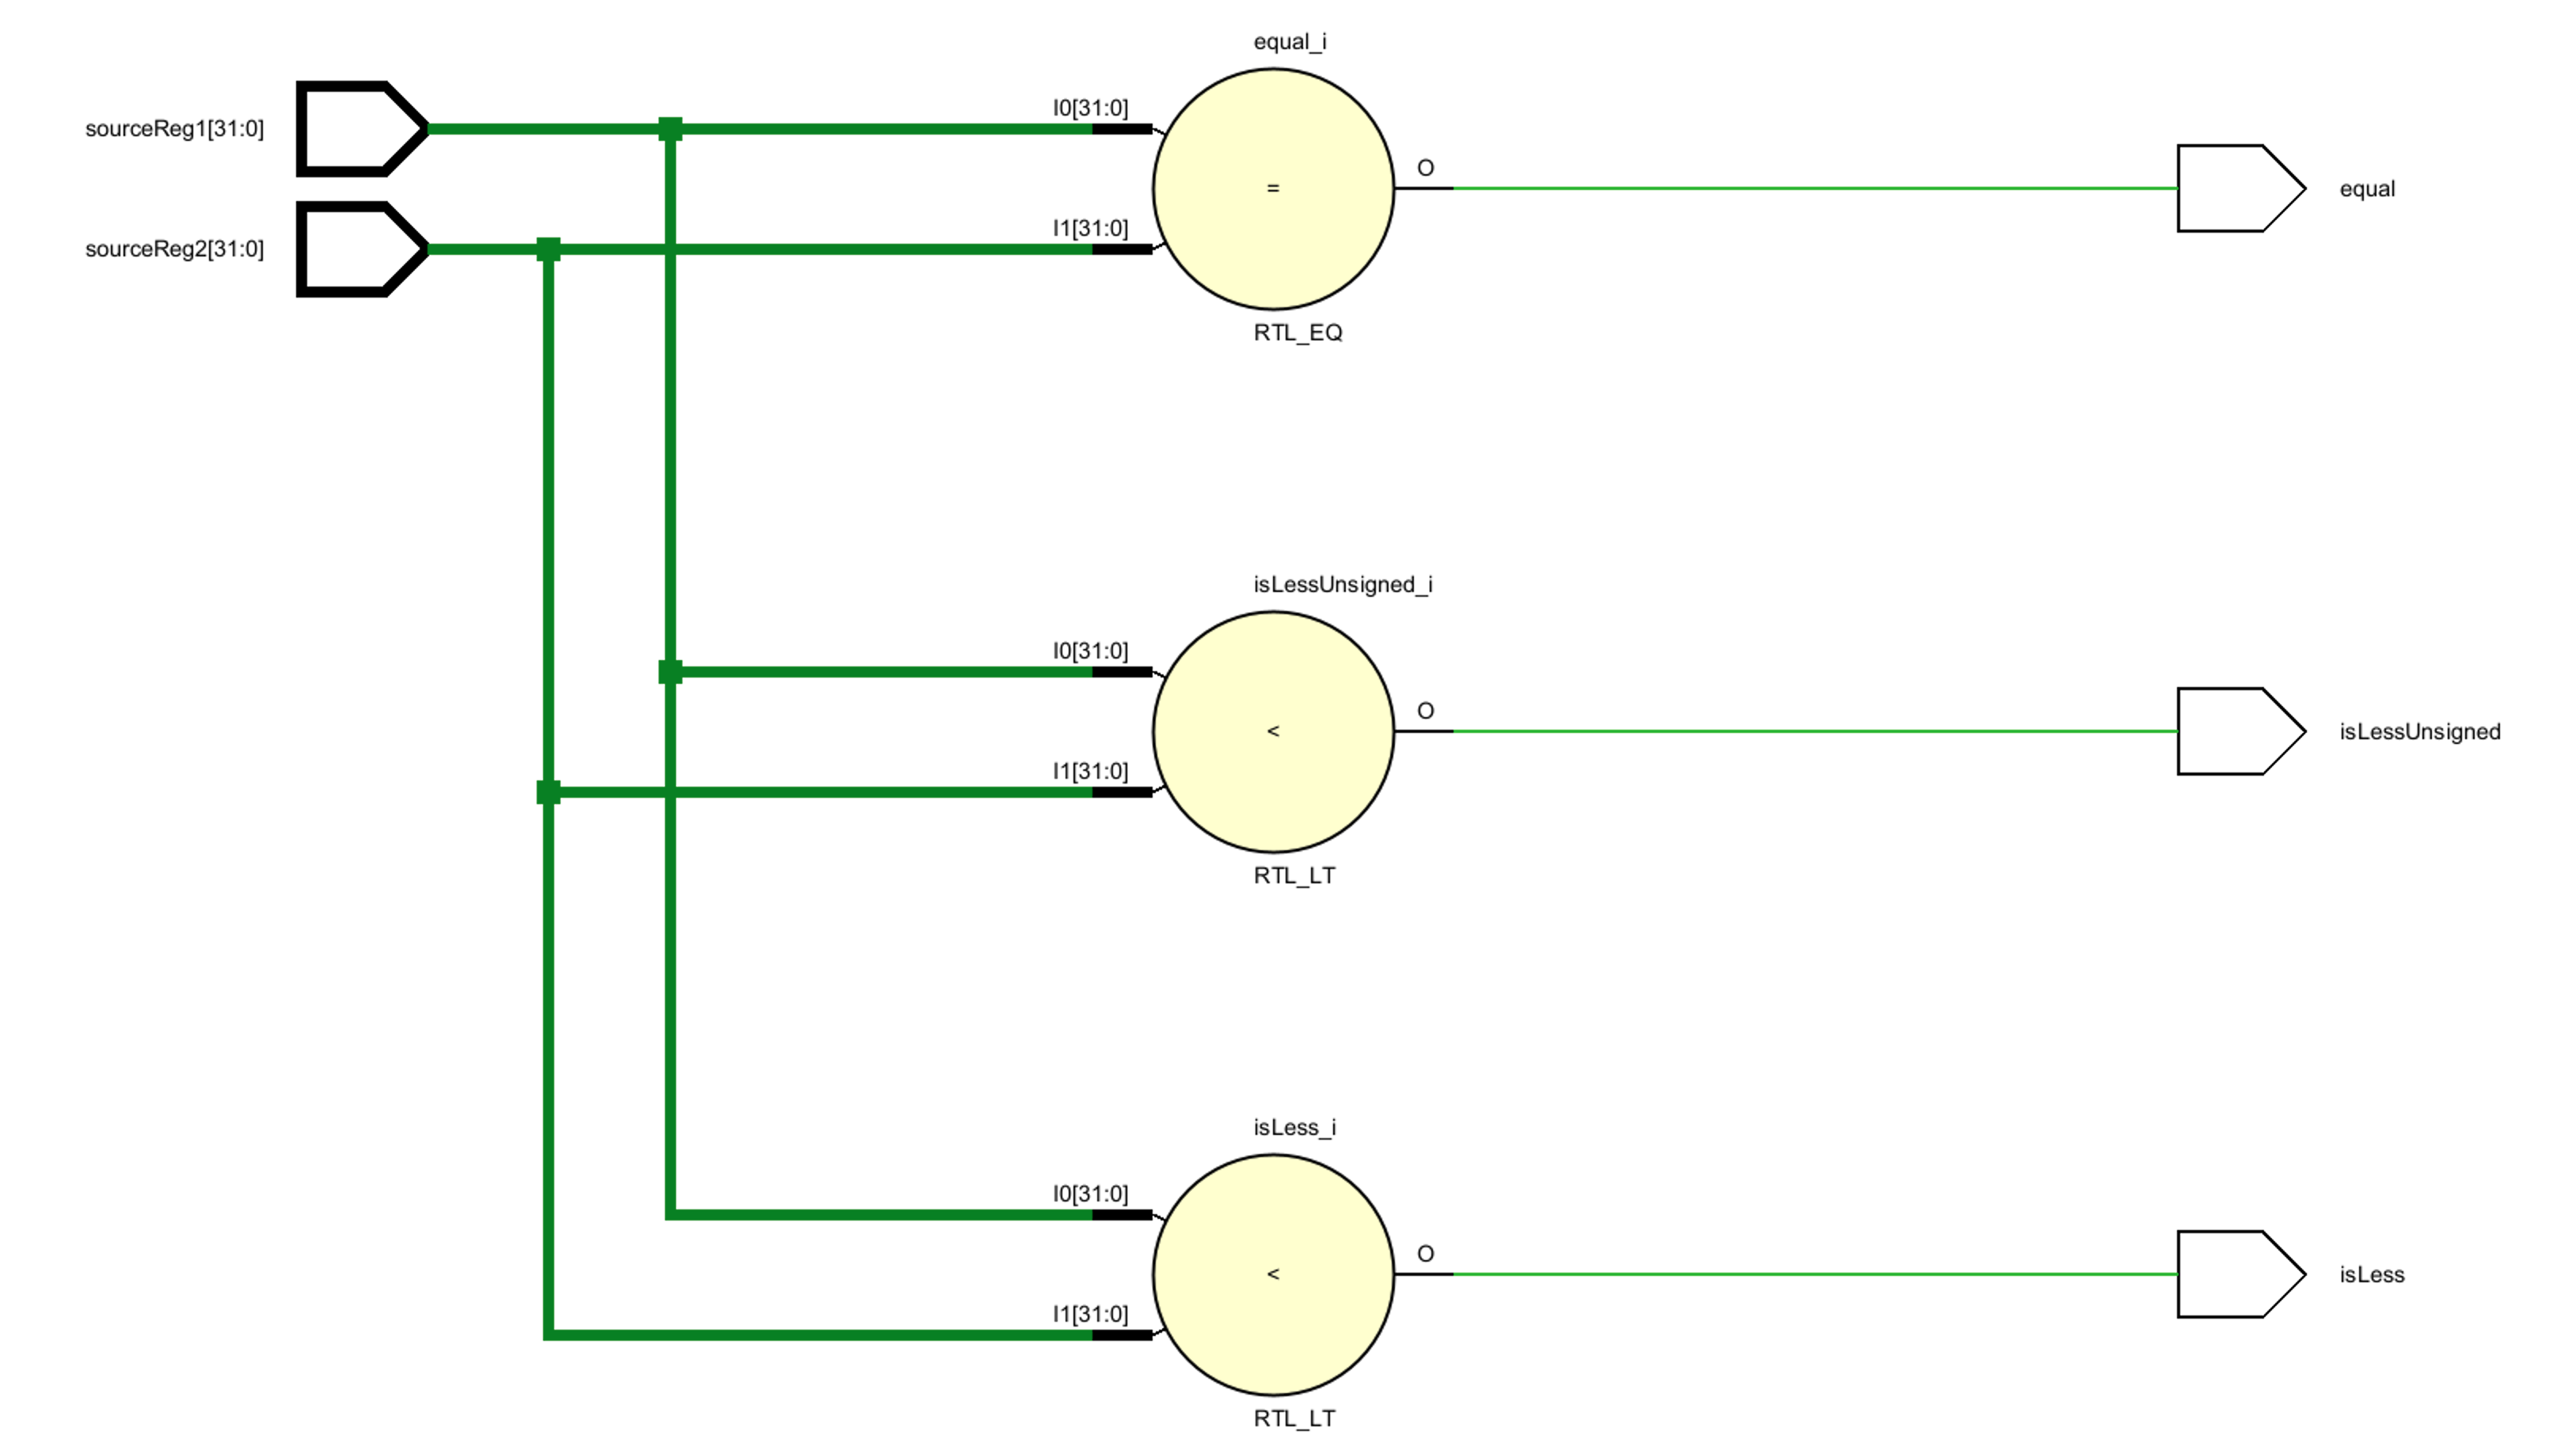 equal_i
sourceReg1[31:0]
I0[31:0]
=
O
equal
sourceReg2[31:0]
I1[31:0]
RTL_EQ
isLessUnsigned_i
I0[31:0]
<
O
isLessUnsigned
I1[31:0]
RTL_LT
isLess_i
I0[31:0]
<
O
isLess
I1[31:0]
RTL_LT